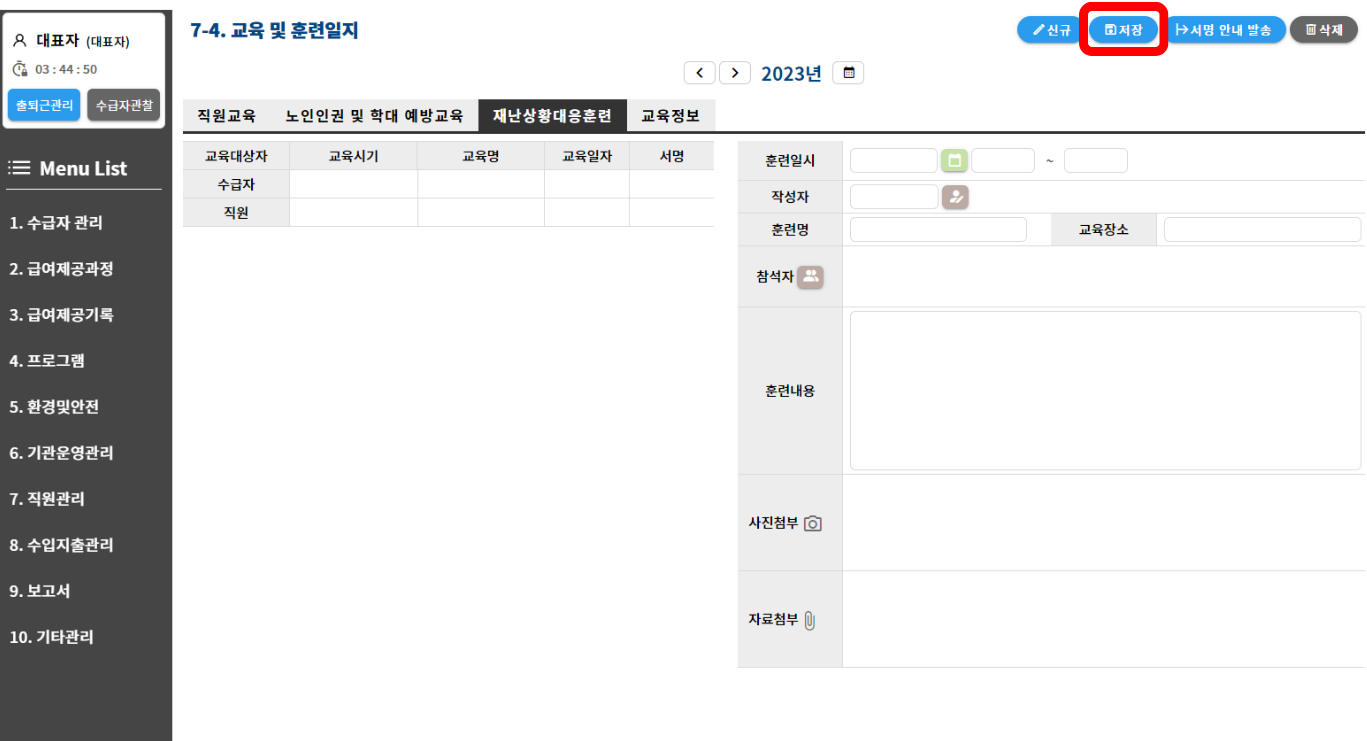 대표자 (대표자)
03 : 44 : 50
출퇴근관리 수급자관찰
Menu List
1. 수급자 관리
2. 급여제공과정
3. 급여제공기록
4. 프로그램
5. 환경및안전
6. 기관운영관리
7. 직원관리
8. 수입지출관리
9. 보고서
10. 기타관리
7-4. 교육 및 훈련일지
신규 저장 서명 안내 발송 삭제
2023년
직원교육 노인인권 및 학대 예방교육 재난상황대응훈련 교육정보
교육대상자 교육시기 교육명 교육일자 서명
수급자
직원
훈련일시 ~
작성자
훈련명 교육장소
참석자
훈련내용
사진첨부
자료첨부